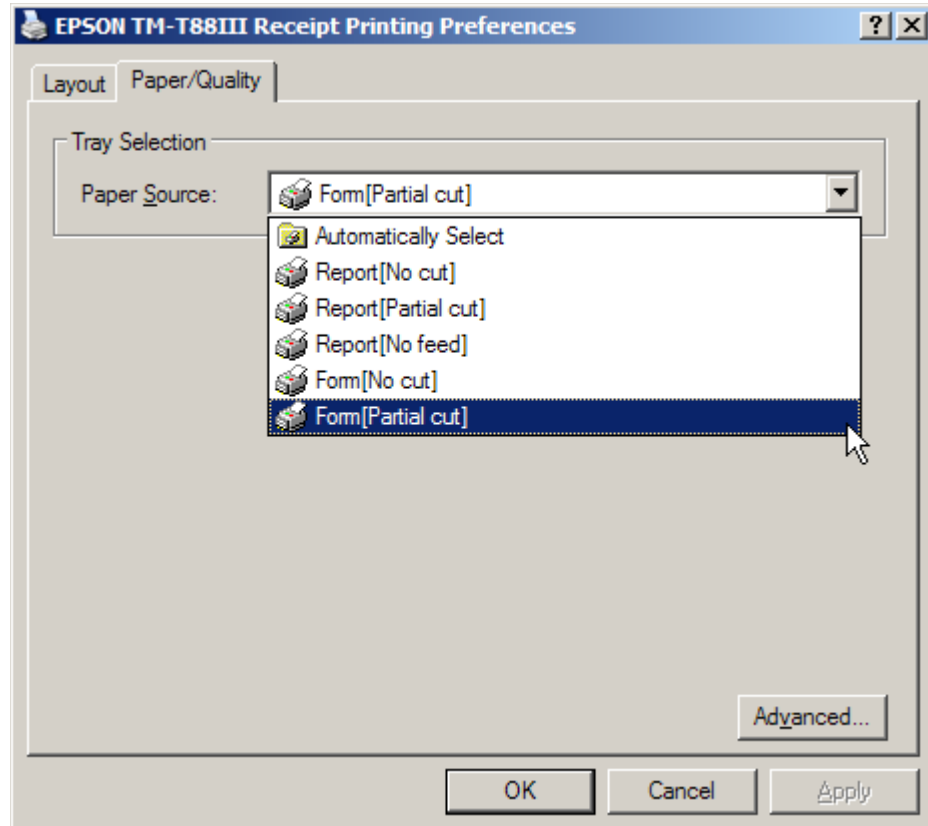 EPSON TM-T88III Receipt Printing Preferences
Layout Paper/Quality
Tray Selection
Paper Source: Form[Partial cut]
Automatically Select
Report[No cut]
Report[Partial cut]
Report[No feed]
Form[No cut]
Form[Partial cut]
Advanced...
OK Cancel Apply